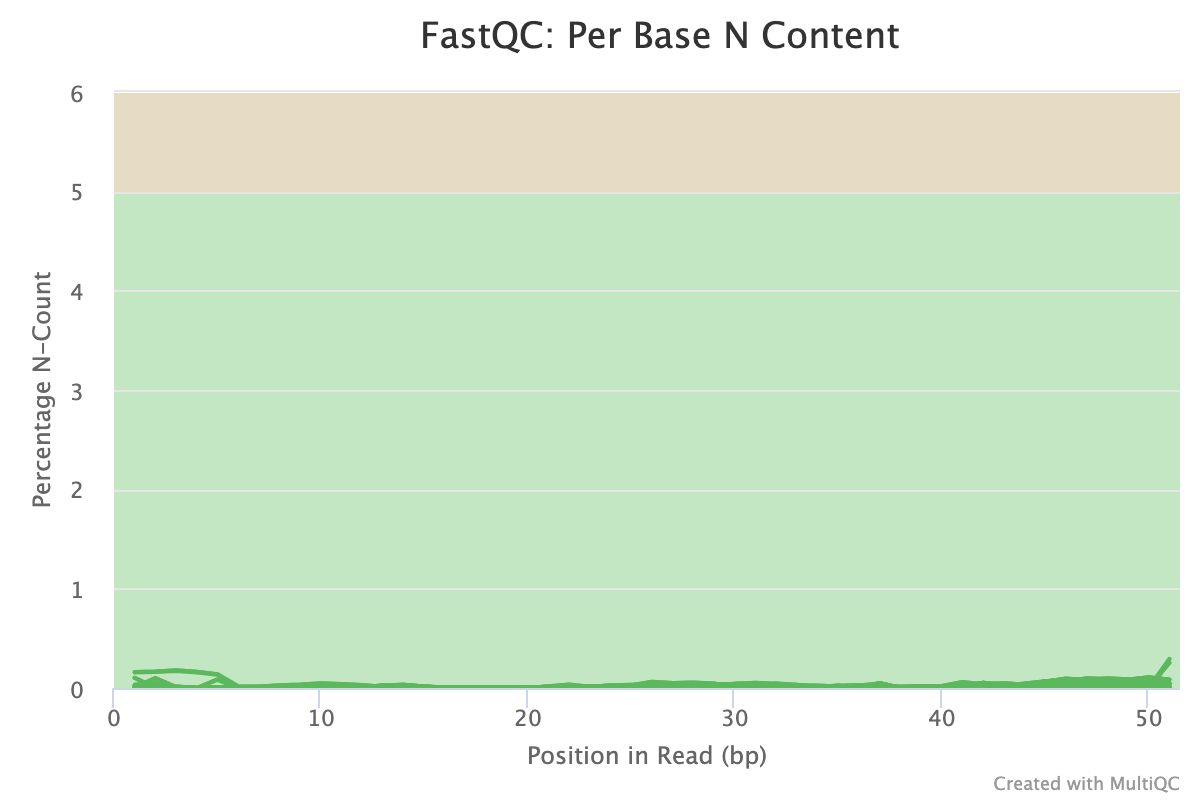 FastQC: Per Base N Content
6
5
4
3
2
1
0
Percentage N-Count
0 10 20 30 40 50
Position in Read (bp)
Created with MultiQC